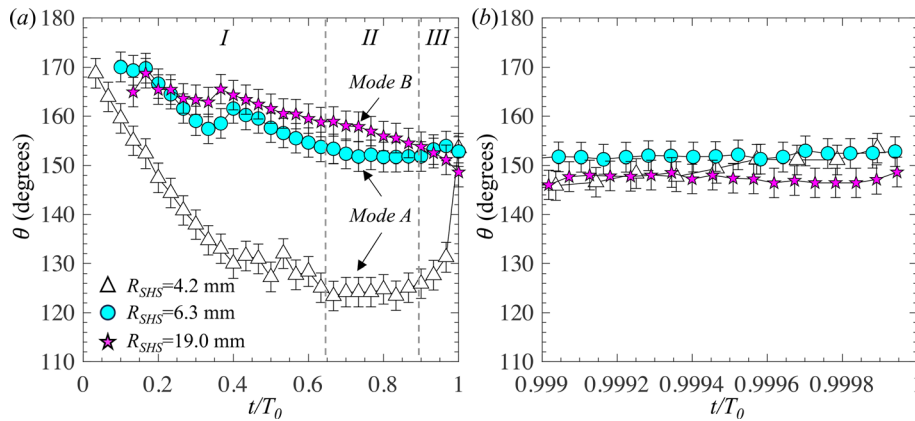 (a)
180
170
160
150
140
130
120
110
θ (degrees)
I
II
III
Mode B
Mode A
R_SHS=4.2 mm
R_SHS=6.3 mm
R_SHS=19.0 mm
0
0.2
0.4
0.6
0.8
1
t/T_0
(b)
180
170
160
150
140
130
120
110
θ (degrees)
0.999
0.9992
0.9994
0.9996
0.9998
t/T_0